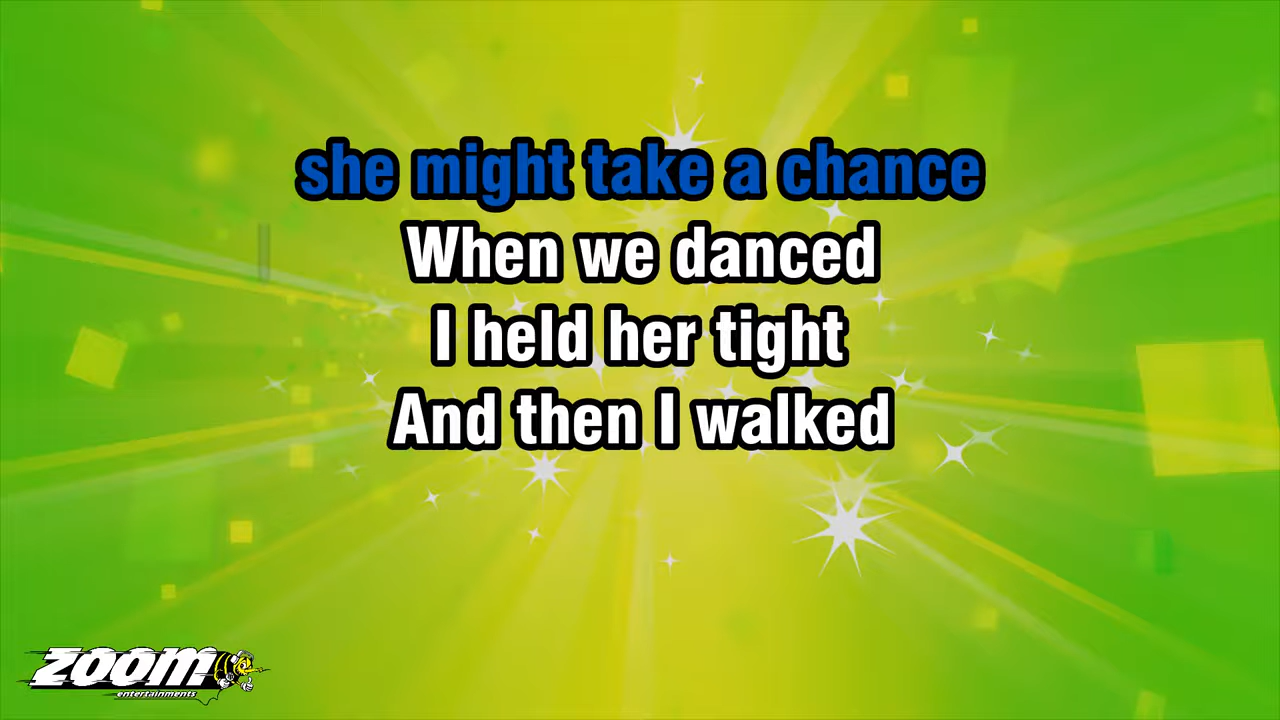 she might take a chance
When we danced
I held her tight
And then I walked
zoom
entertainments